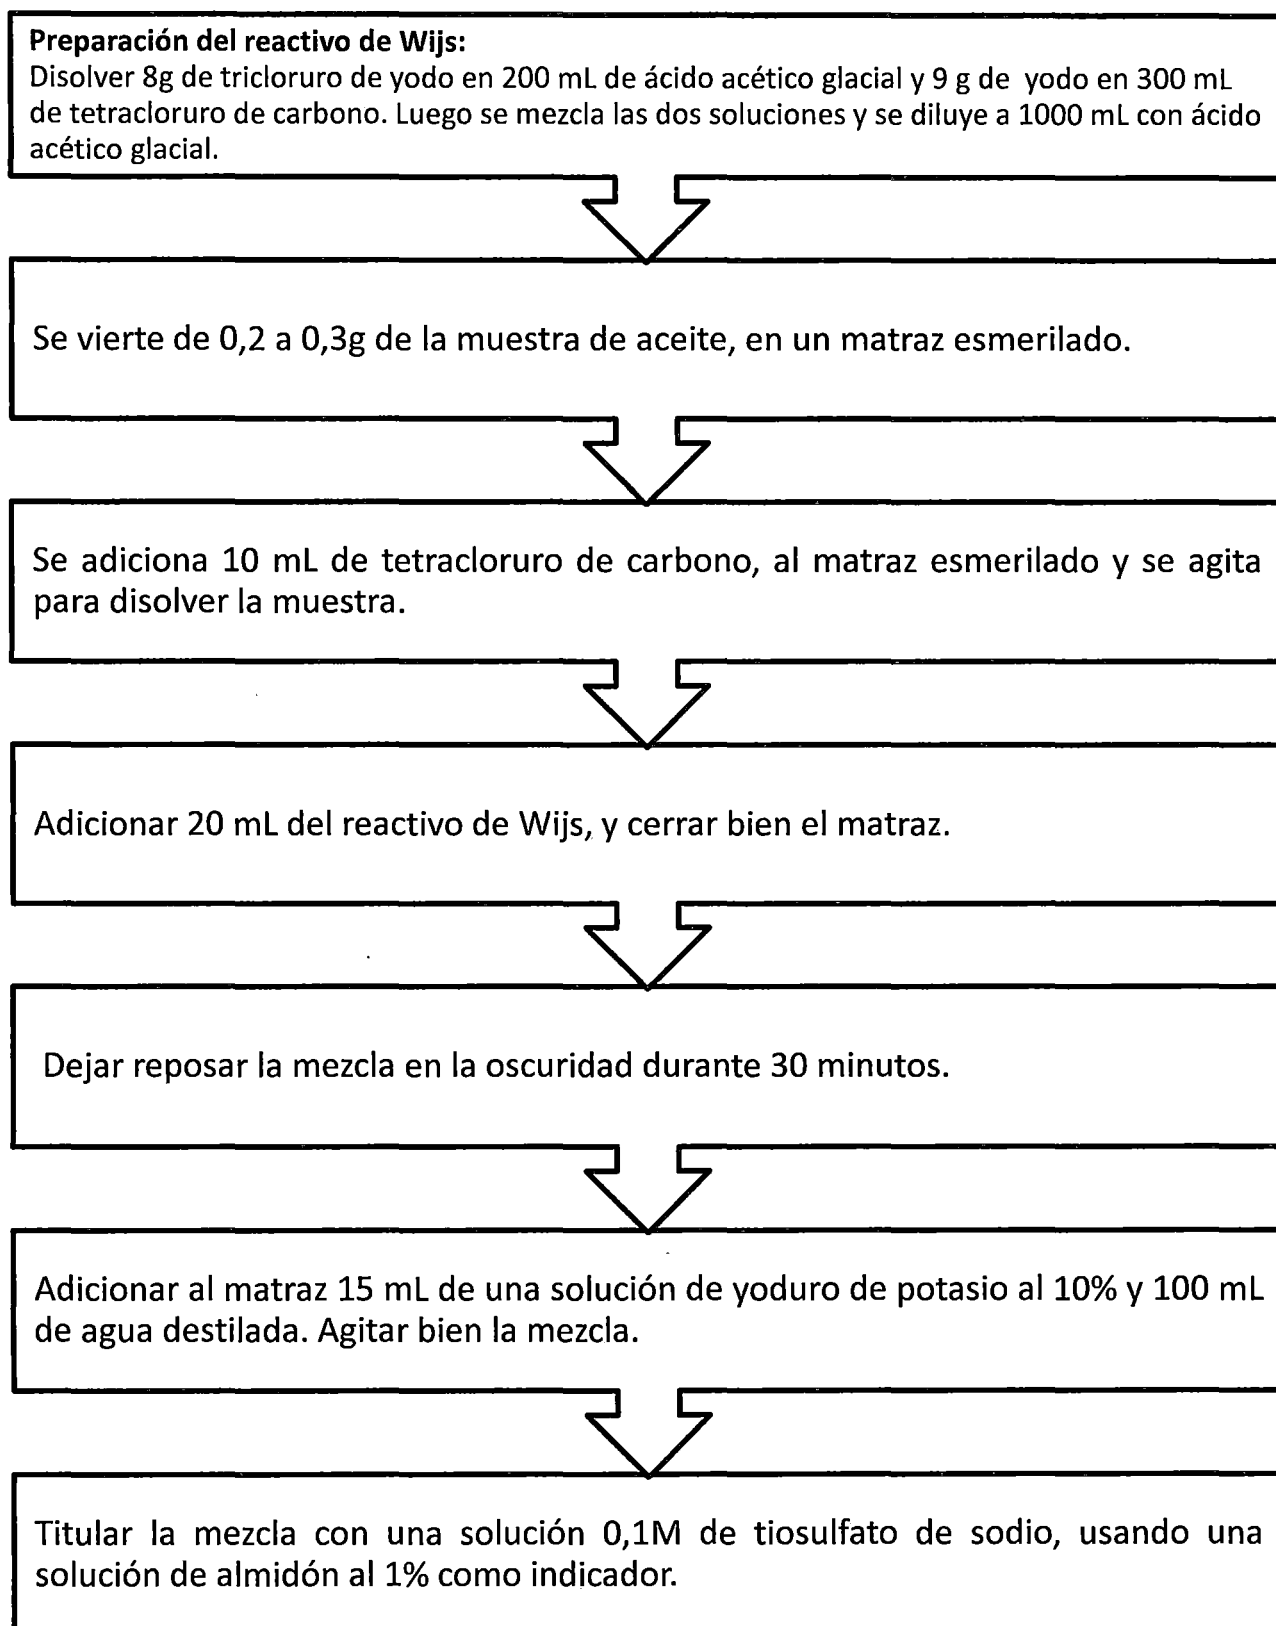 Preparación del reactivo de Wijs:
Disolver 8g de tricloruro de yodo en 200 mL de ácido acético glacial y 9 g de yodo en 300 mL
de tetracloruro de carbono. Luego se mezcla las dos soluciones y se diluye a 1000 mL con ácido
acético glacial.
Se vierte de 0,2 a 0,3g de la muestra de aceite, en un matraz esmerilado.
Se adiciona 10 mL de tetracloruro de carbono, al matraz esmerilado y se agita
para disolver la muestra.
Adicionar 20 mL del reactivo de Wijs, y cerrar bien el matraz.
Dejar reposar la mezcla en la oscuridad durante 30 minutos.
Adicionar al matraz 15 mL de una solución de yoduro de potasio al 10% y 100 mL
de agua destilada. Agitar bien la mezcla.
Titular la mezcla con una solución 0,1M de tiosulfato de sodio, usando una
solución de almidón al 1% como indicador.